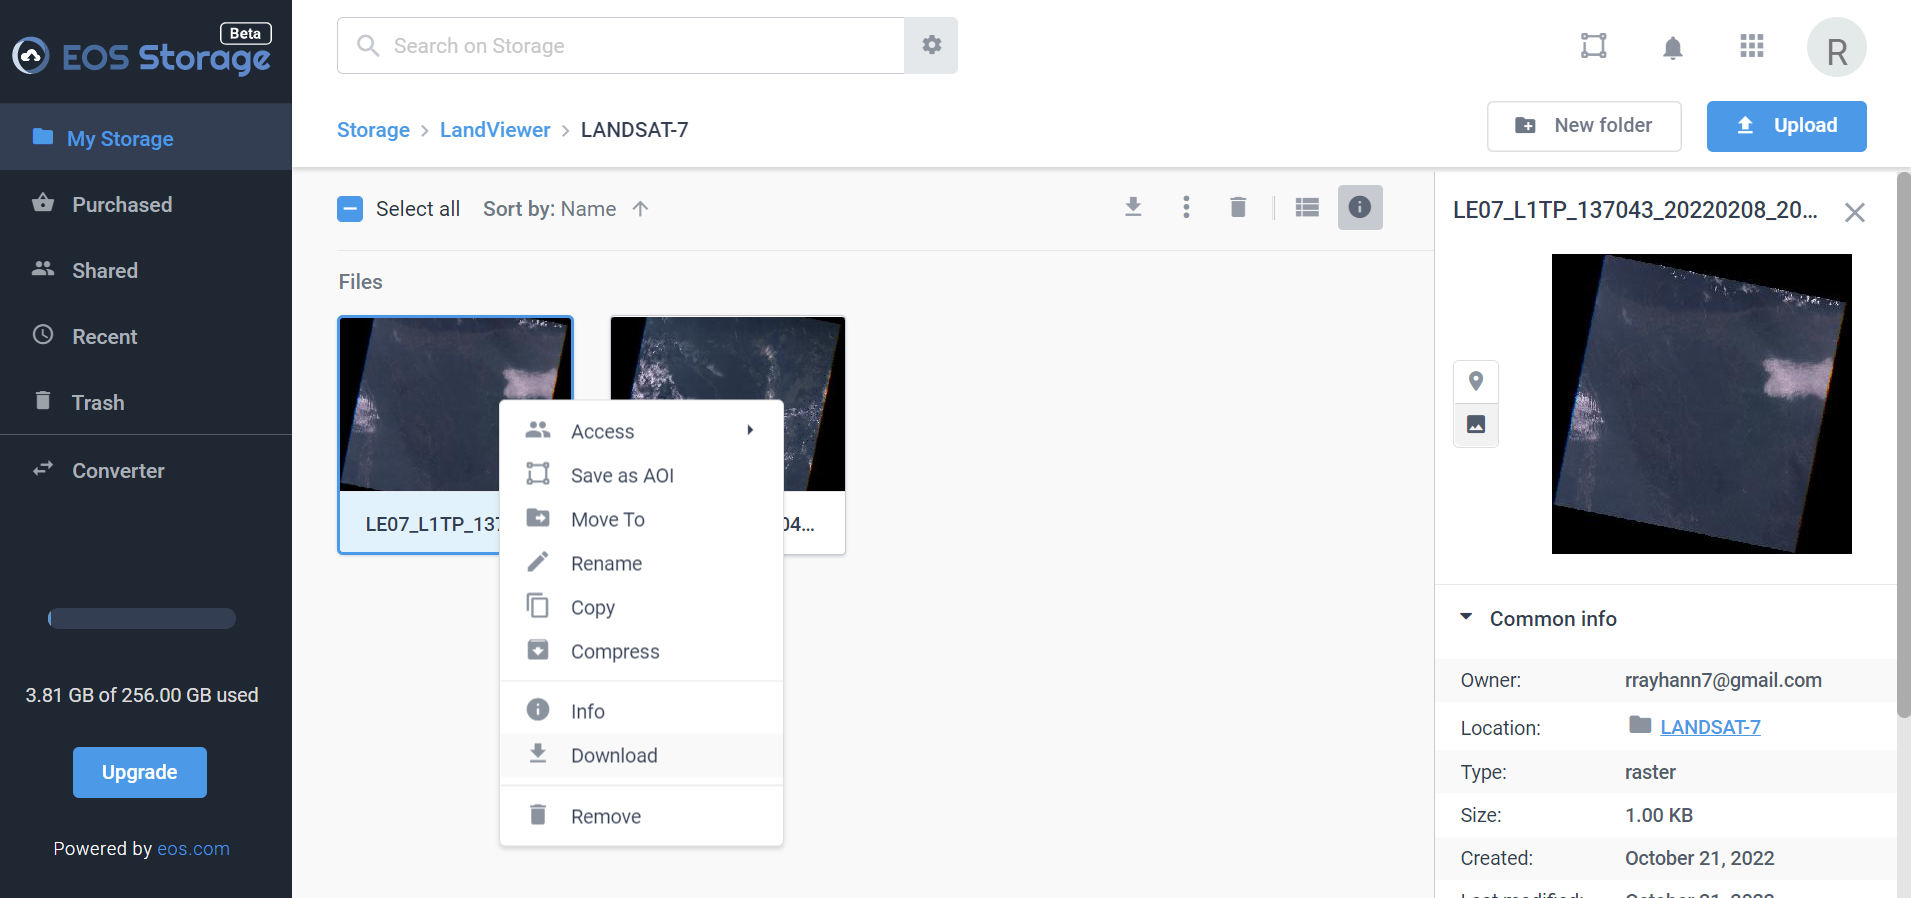 Beta
EOS Storage
My Storage
Purchased
Shared
Recent
Trash
Converter
3.81 GB of 256.00 GB used
Upgrade
Powered by eos.com
Search on Storage
R
Storage > LandViewer > LANDSAT-7
New folder
Upload
Select all Sort by: Name
Files
LE07_L1TP_137
04...
Access
Save as AOI
Move To
Rename
Copy
Compress
Info
Download
Remove
LE07_L1TP_137043_20220208_20...
Common info
Owner: rrayhann7@gmail.com
Location: LANDSAT-7
Type: raster
Size: 1.00 KB
Created: October 21, 2022